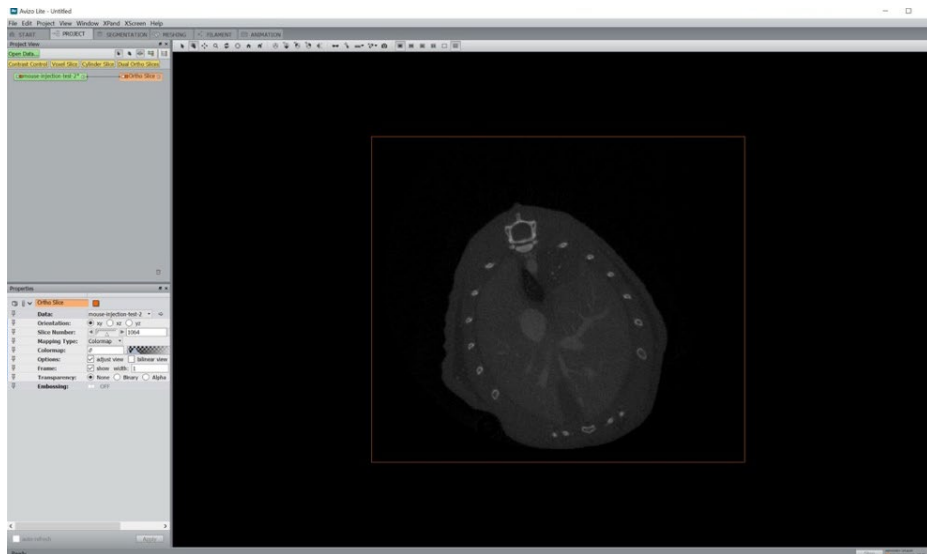 Avizo Lite - Untitled
File Edit Project View Window XPand XScreen Help
START PROJECT SEGMENTATION MESHING FILAMENT ANIMATION
Project View
Open Data...
Contrast Control Voxel Slice Cylinder Slice Dual Ortho Slices
mouse-injection-test-2* Ortho Slice
Properties
Ortho Slice
Data: mouse-injection-test-2
Orientation: xy xz yz
Slice Number: 1064
Mapping Type: Colormap
Colormap:
Options: adjust view bilinear view
Frame: show width: 1
Transparency: None Binary Alpha
Embossing: OFF
auto-refresh Apply
Ready